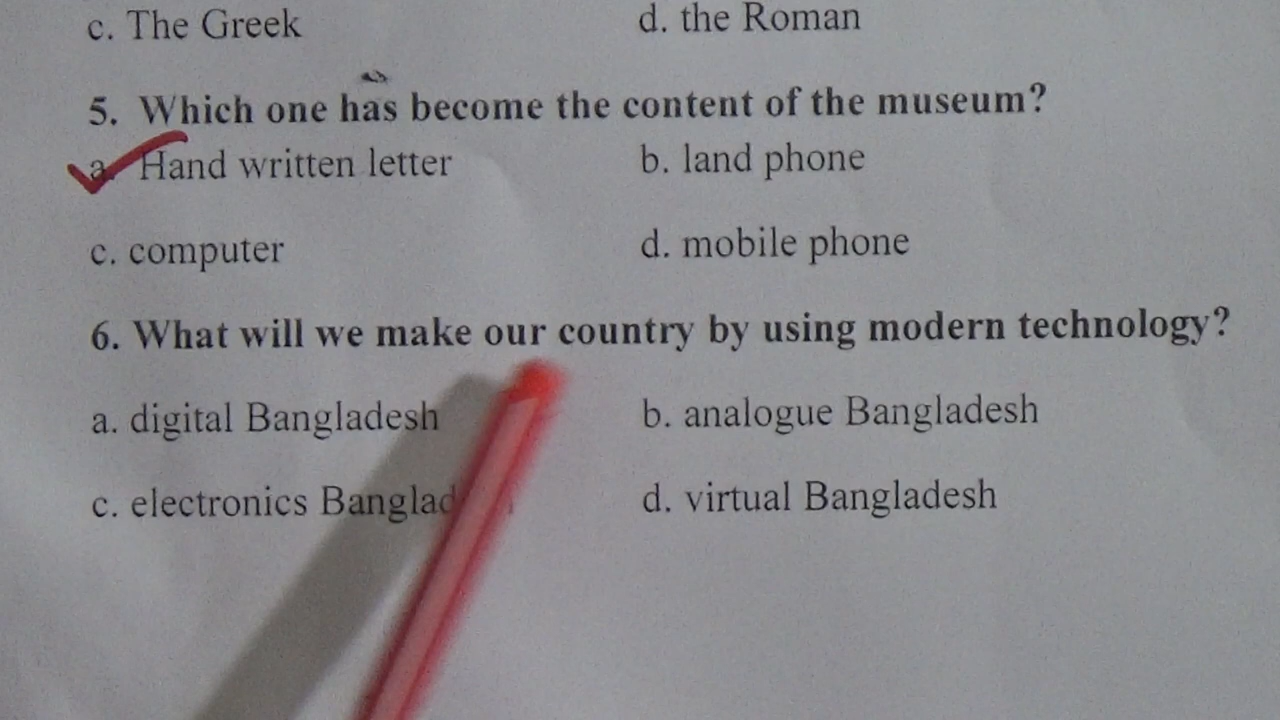 c. The Greek d. the Roman
5. Which one has become the content of the museum?
a. Hand written letter b. land phone
c. computer d. mobile phone
6. What will we make our country by using modern technology?
a. digital Bangladesh b. analogue Bangladesh
c. electronics d. virtual Bangladesh